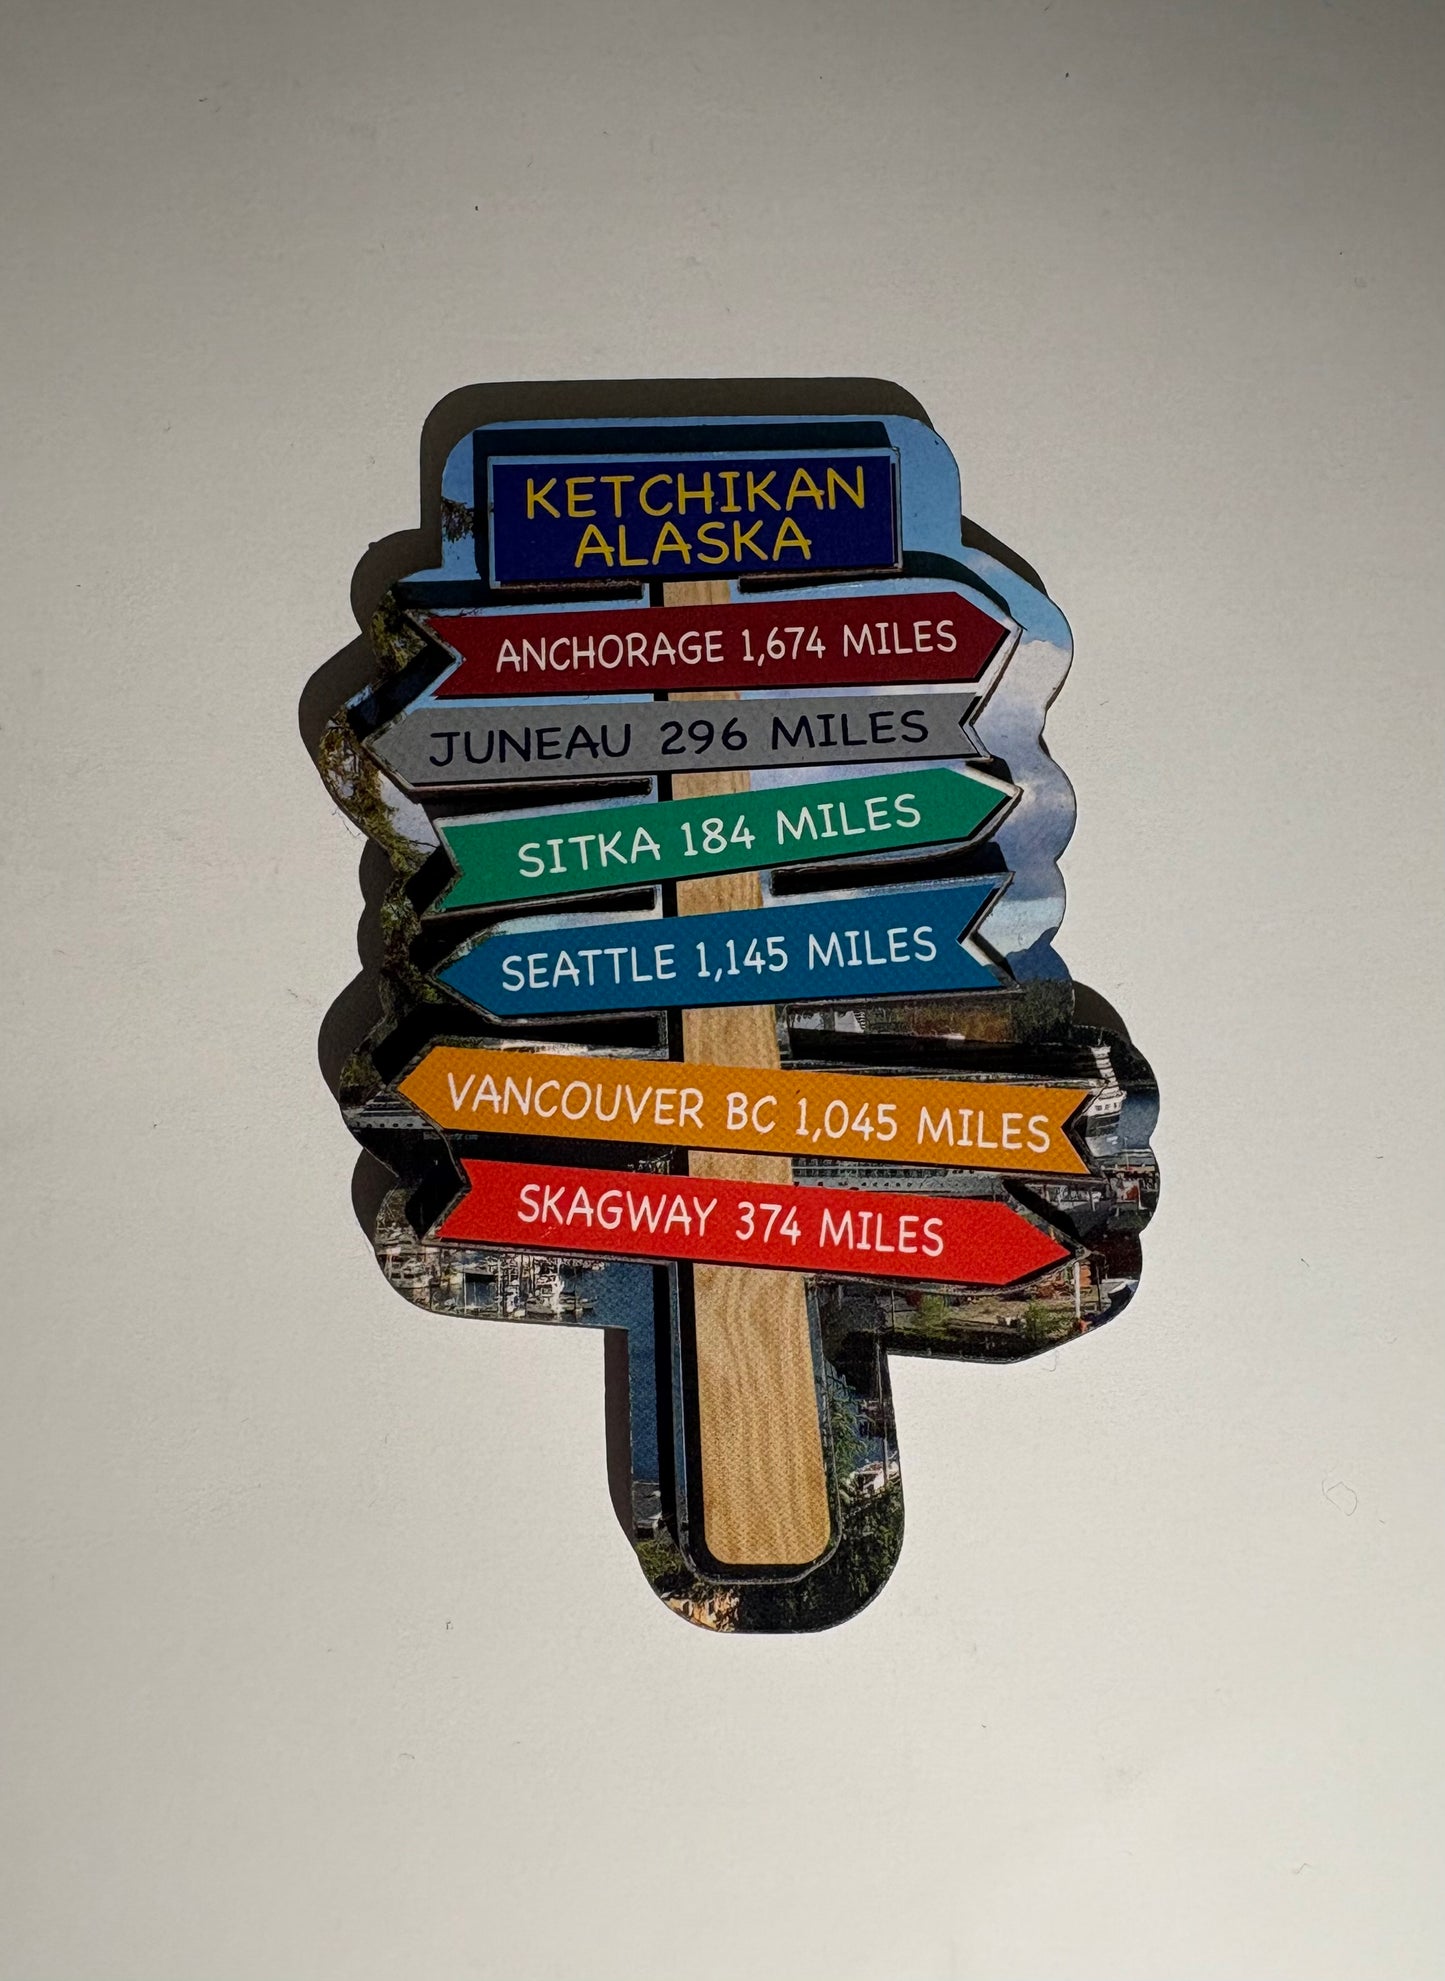 KETCHIKAN
ALASKA
ANCHORAGE 1,674 MILES
JUNEAU 296 MILES
SITKA 184 MILES
SEATTLE 1,145 MILES
VANCOUVER BC 1,045 MILES
SKAGWAY 374 MILES